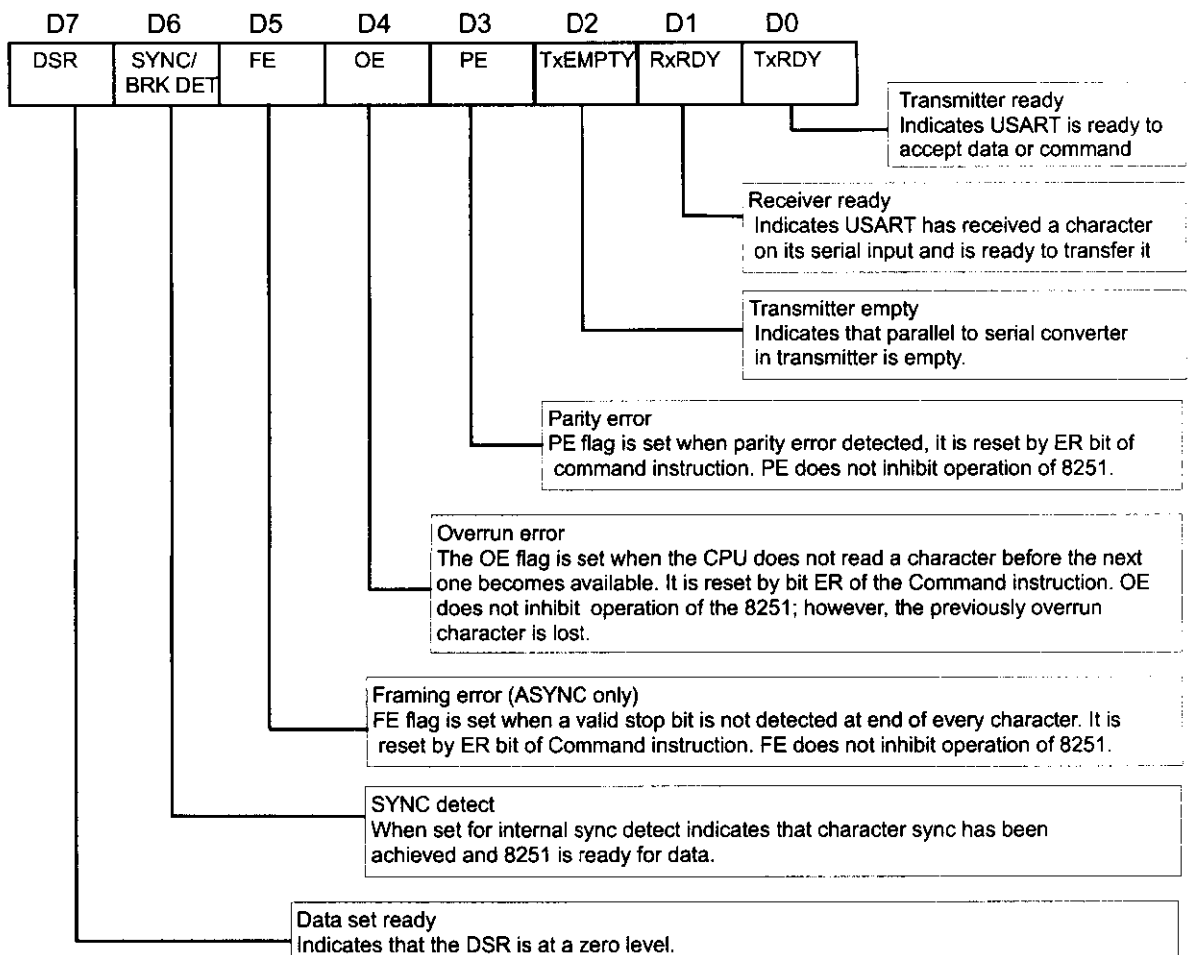 D7 D6 D5 D4 D3 D2 D1 D0
DSR SYNC/ BRK DET FE OE PE TxEMPTY RxRDY TxRDY
Transmitter ready
Indicates USART is ready to
accept data or command
Receiver ready
Indicates USART has received a character
on its serial input and is ready to transfer it
Transmitter empty
Indicates that parallel to serial converter
in transmitter is empty.
Parity error
PE flag is set when parity error detected, it is reset by ER bit of
command instruction. PE does not inhibit operation of 8251.
Overrun error
The OE flag is set when the CPU does not read a character before the next
one becomes available. It is reset by bit ER of the Command instruction. OE
does not inhibit operation of the 8251; however, the previously overrun
character is lost.
Framing error (ASYNC only)
FE flag is set when a valid stop bit is not detected at end of every character. It is
reset by ER bit of Command instruction. FE does not inhibit operation of 8251.
SYNC detect
When set for internal sync detect indicates that character sync has been
achieved and 8251 is ready for data.
Data set ready
Indicates that the DSR is at a zero level.